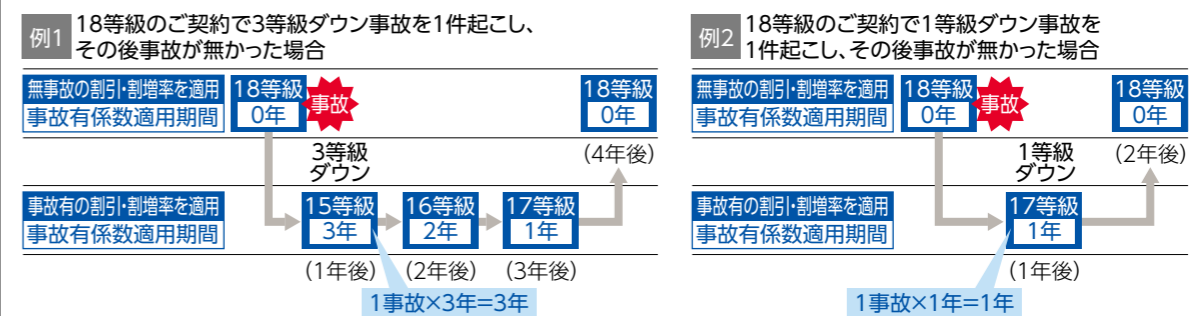 例1
18等級のご契約で3等級ダウン事故を1件起こし、
その後事故が無かった場合
無事故の割引・割増率を適用
事故有係数適用期間
18等級
0年
事故
18等級
0年
3等級
ダウン
(4年後)
事故有の割引・割増率を適用
事故有係数適用期間
15等級
3年
16等級
2年
17等級
1年
(1年後)
(2年後)
(3年後)
1事故×3年=3年
例2
18等級のご契約で1等級ダウン事故を
1件起こし、その後事故が無かった場合
無事故の割引・割増率を適用
事故有係数適用期間
18等級
0年
事故
18等級
0年
1等級
ダウン
(2年後)
事故有の割引・割増率を適用
事故有係数適用期間
17等級
1年
(1年後)
1事故×1年=1年